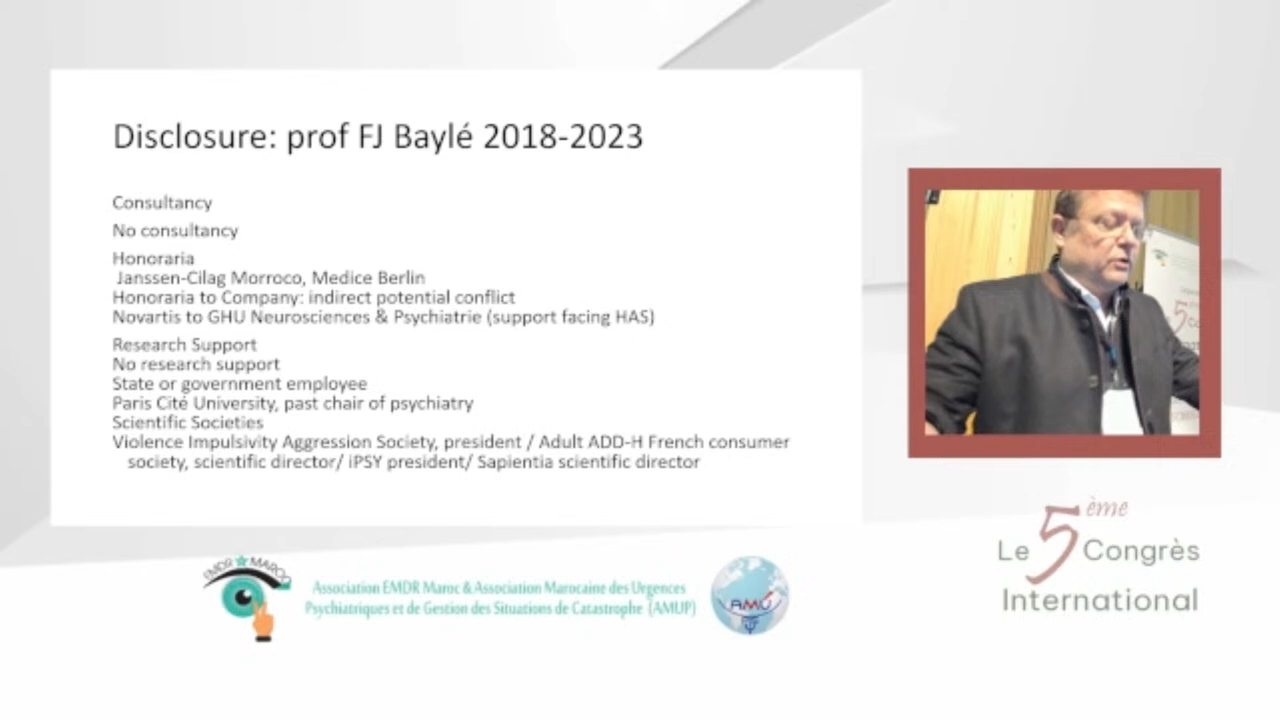 Disclosure: prof FJ Baylé 2018-2023
Consultancy
No consultancy
Honoraria
Janssen-Cilag Morroco, Medice Berlin
Honoraria to Company: indirect potential conflict
Novartis to GHU Neurosciences & Psychiatrie (support facing HAS)
Research Support
No research support
State or government employee
Paris Cité University, past chair of psychiatry
Scientific Societies
Violence Impulsivity Aggression Society, president / Adult ADD-H French consumer
society, scientific director/ iPSY president/ Sapientia scientific director
5
Le 5ème Congrès
International
EMDR MAROC
Association EMDR Maroc & Association Marocaine des Urgences
Psychiatriques et de Gestion des Situations de Catastrophe (AMUP)
AMU